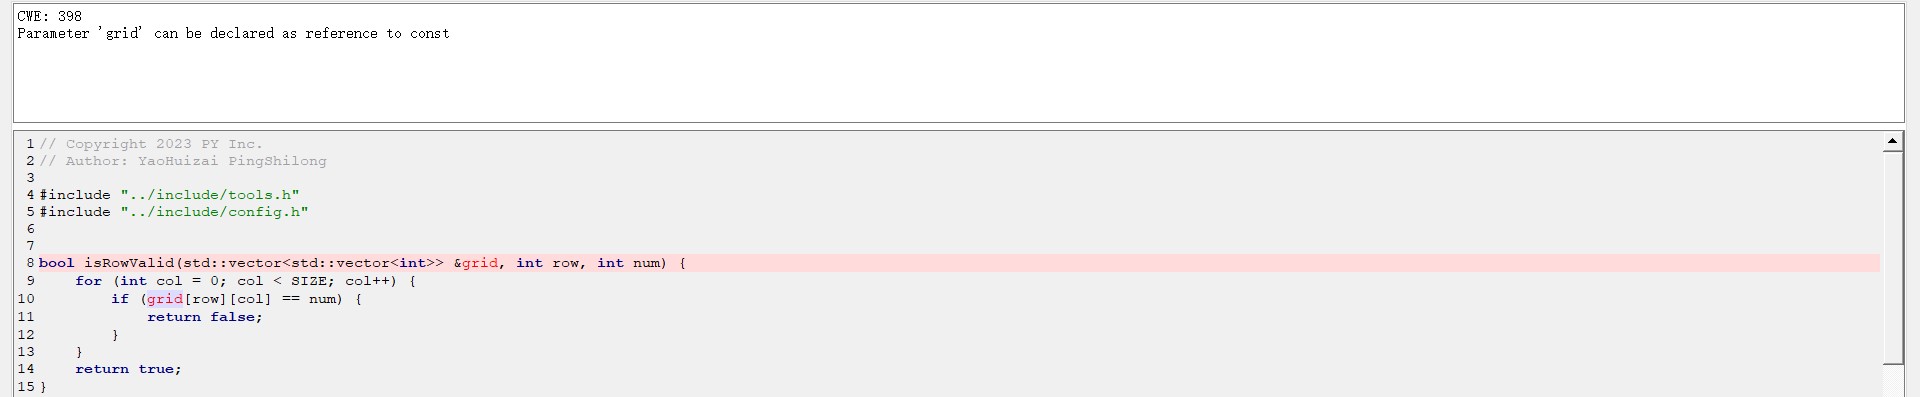 CWE: 398
Parameter 'grid' can be declared as reference to const
1 // Copyright 2023 PY Inc.
2 // Author: YaoHuizai PingShilong
3
4 #include "../include/tools.h"
5 #include "../include/config.h"
6
7
8 bool isRowValid(std::vector<std::vector<int>> &grid, int row, int num) {
9     for (int col = 0; col < SIZE; col++) {
10         if (grid[row][col] == num) {
11             return false;
12         }
13     }
14     return true;
15 }